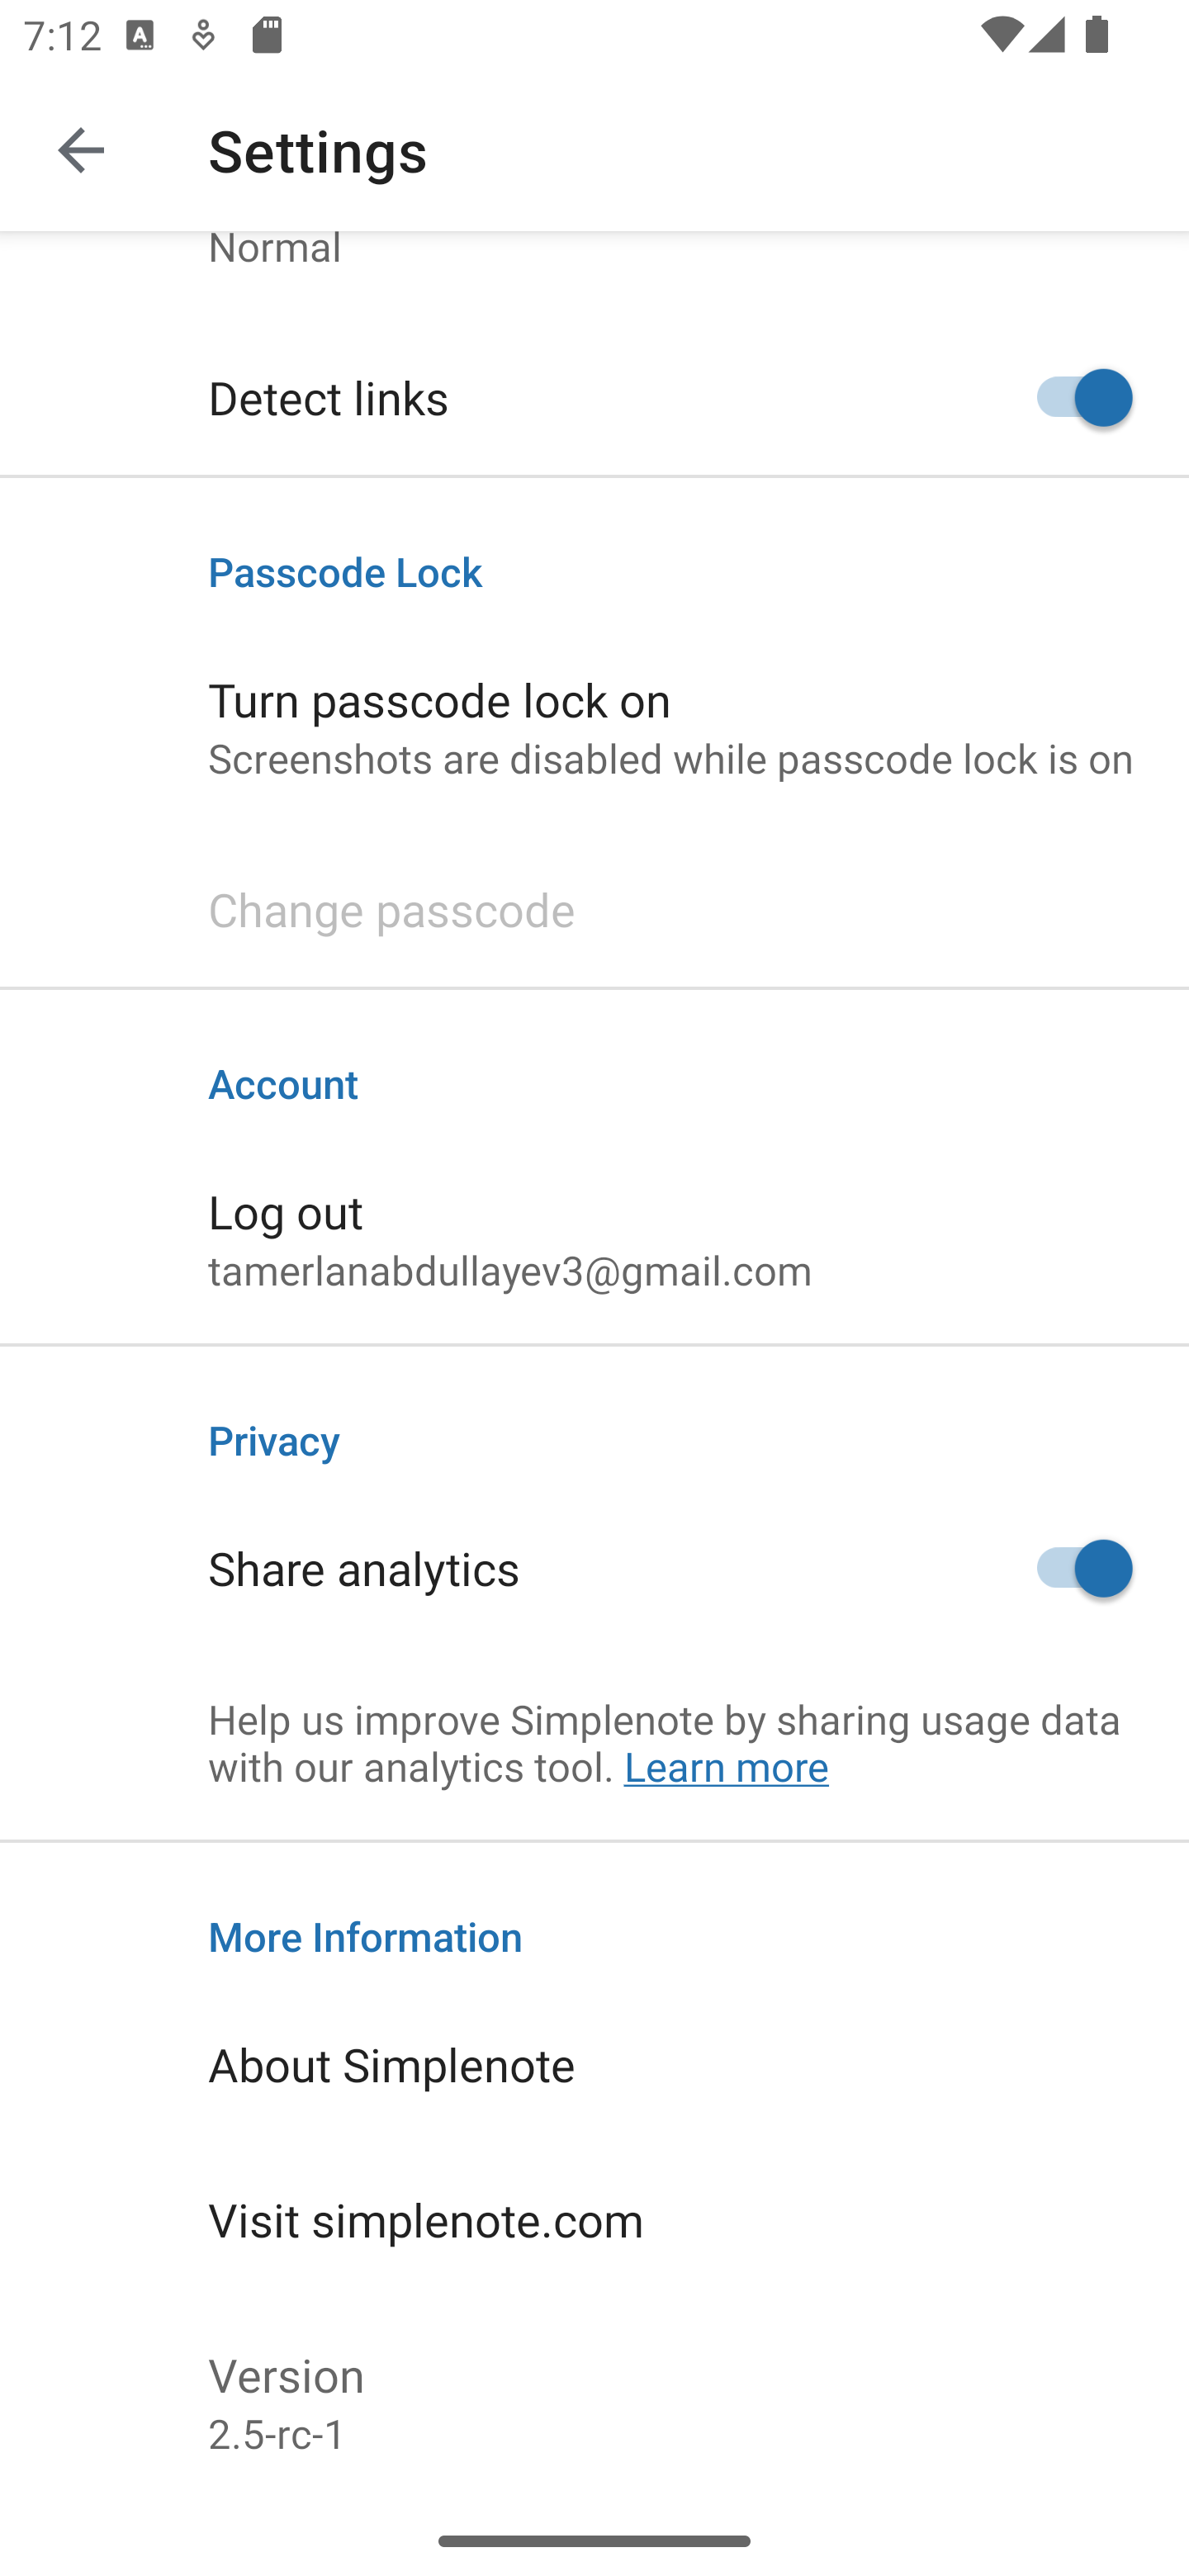 7:12
Settings
Normal
Detect links
Passcode Lock
Turn passcode lock on
Screenshots are disabled while passcode lock is on
Change passcode
Account
Log out
tamerlanabdullayev3@gmail.com
Privacy
Share analytics
Help us improve Simplenote by sharing usage data
with our analytics tool. Learn more
More Information
About Simplenote
Visit simplenote.com
Version
2.5-rc-1